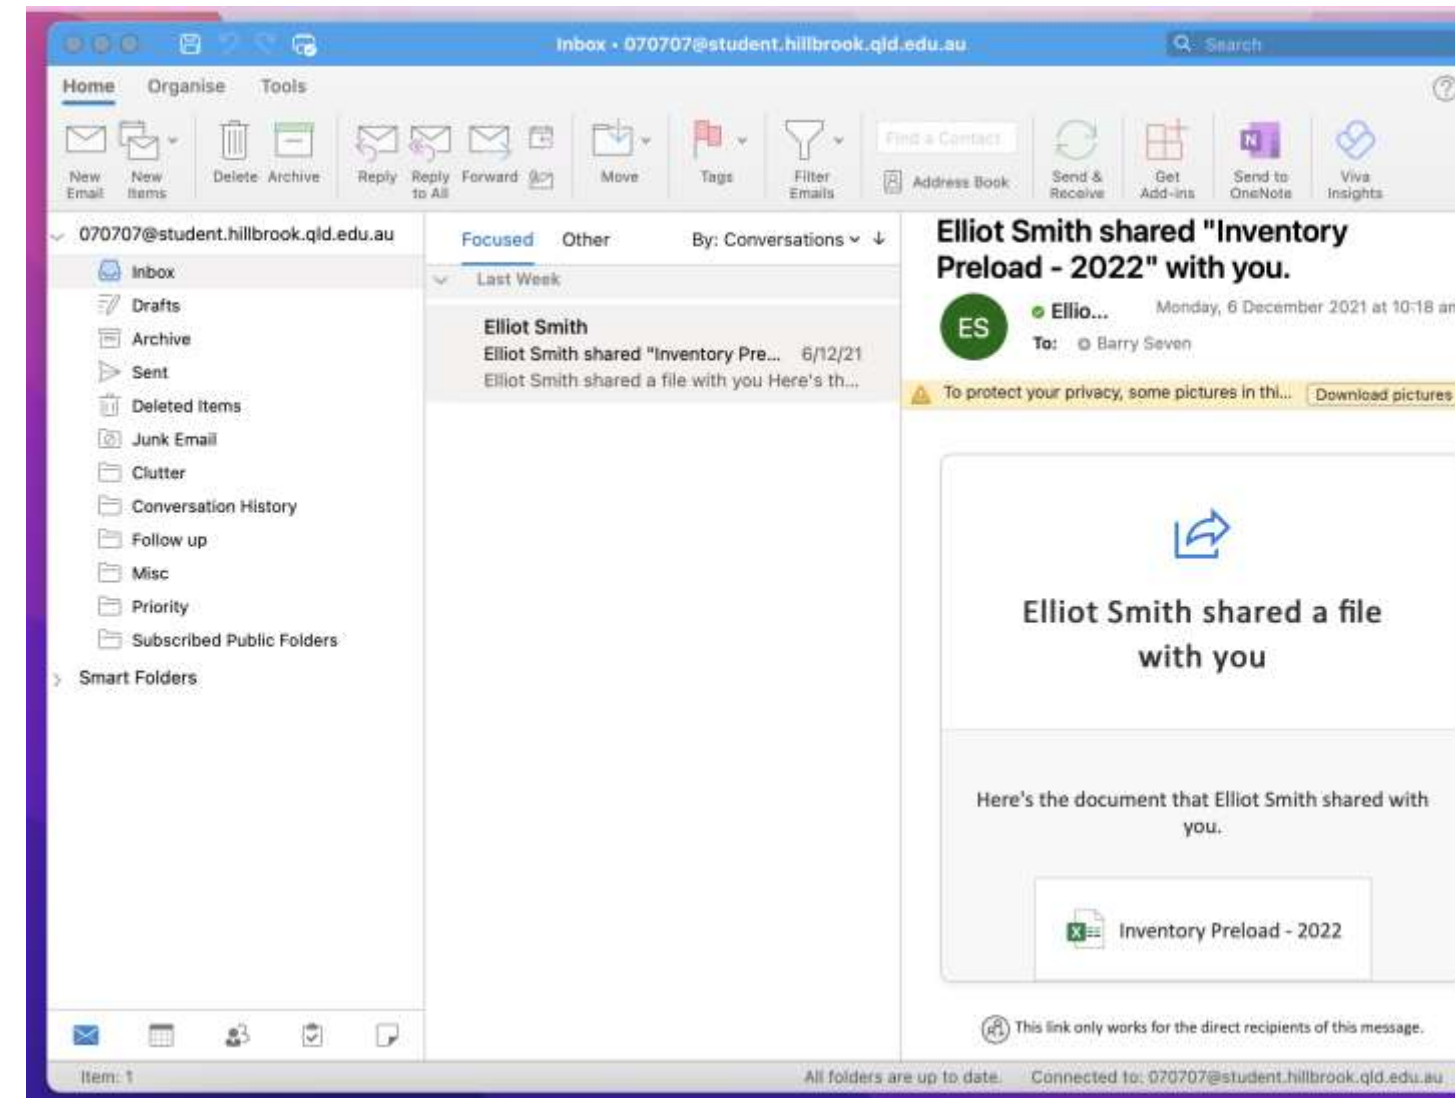 Inbox • 070707@student.hillbrook.qld.edu.au
Search
Home Organise Tools
New Email
New Items
Delete
Archive
Reply
Reply to All
Forward
Move
Tags
Filter Emails
Find a Contact
Address Book
Send & Receive
Get Add-ins
Send to OneNote
Viva Insights
070707@student.hillbrook.qld.edu.au
Inbox
Drafts
Archive
Sent
Deleted Items
Junk Email
Clutter
Conversation History
Follow up
Misc
Priority
Subscribed Public Folders
Smart Folders
Focused Other By: Conversations
Last Week
Elliot Smith
Elliot Smith shared "Inventory Pre... 6/12/21
Elliot Smith shared a file with you Here's th...
Elliot Smith shared "Inventory
Preload - 2022" with you.
ES
Ellio... Monday, 6 December 2021 at 10:18 am
To: Barry Seven
To protect your privacy, some pictures in thi... Download pictures
Elliot Smith shared a file
with you
Here's the document that Elliot Smith shared with
you.
Inventory Preload - 2022
This link only works for the direct recipients of this message.
Item: 1
All folders are up to date. Connected to: 070707@student.hillbrook.qld.edu.au